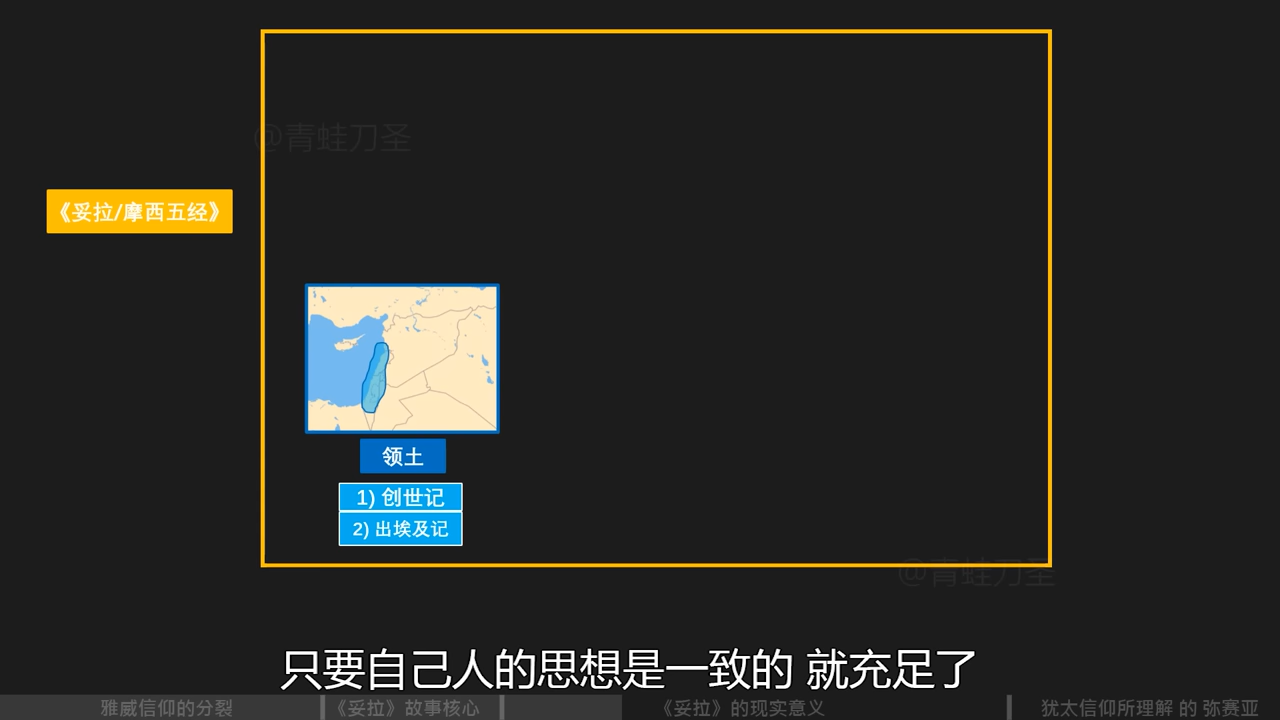 @青蛙刀圣
《妥拉/摩西五经》
领土
1) 创世记
2) 出埃及记
@青蛙刀圣
只要自己人的思想是一致的 就充足了
雅威信仰的分裂
《妥拉》故事核心
《妥拉》的现实意义
犹太信仰所理解 的 弥赛亚